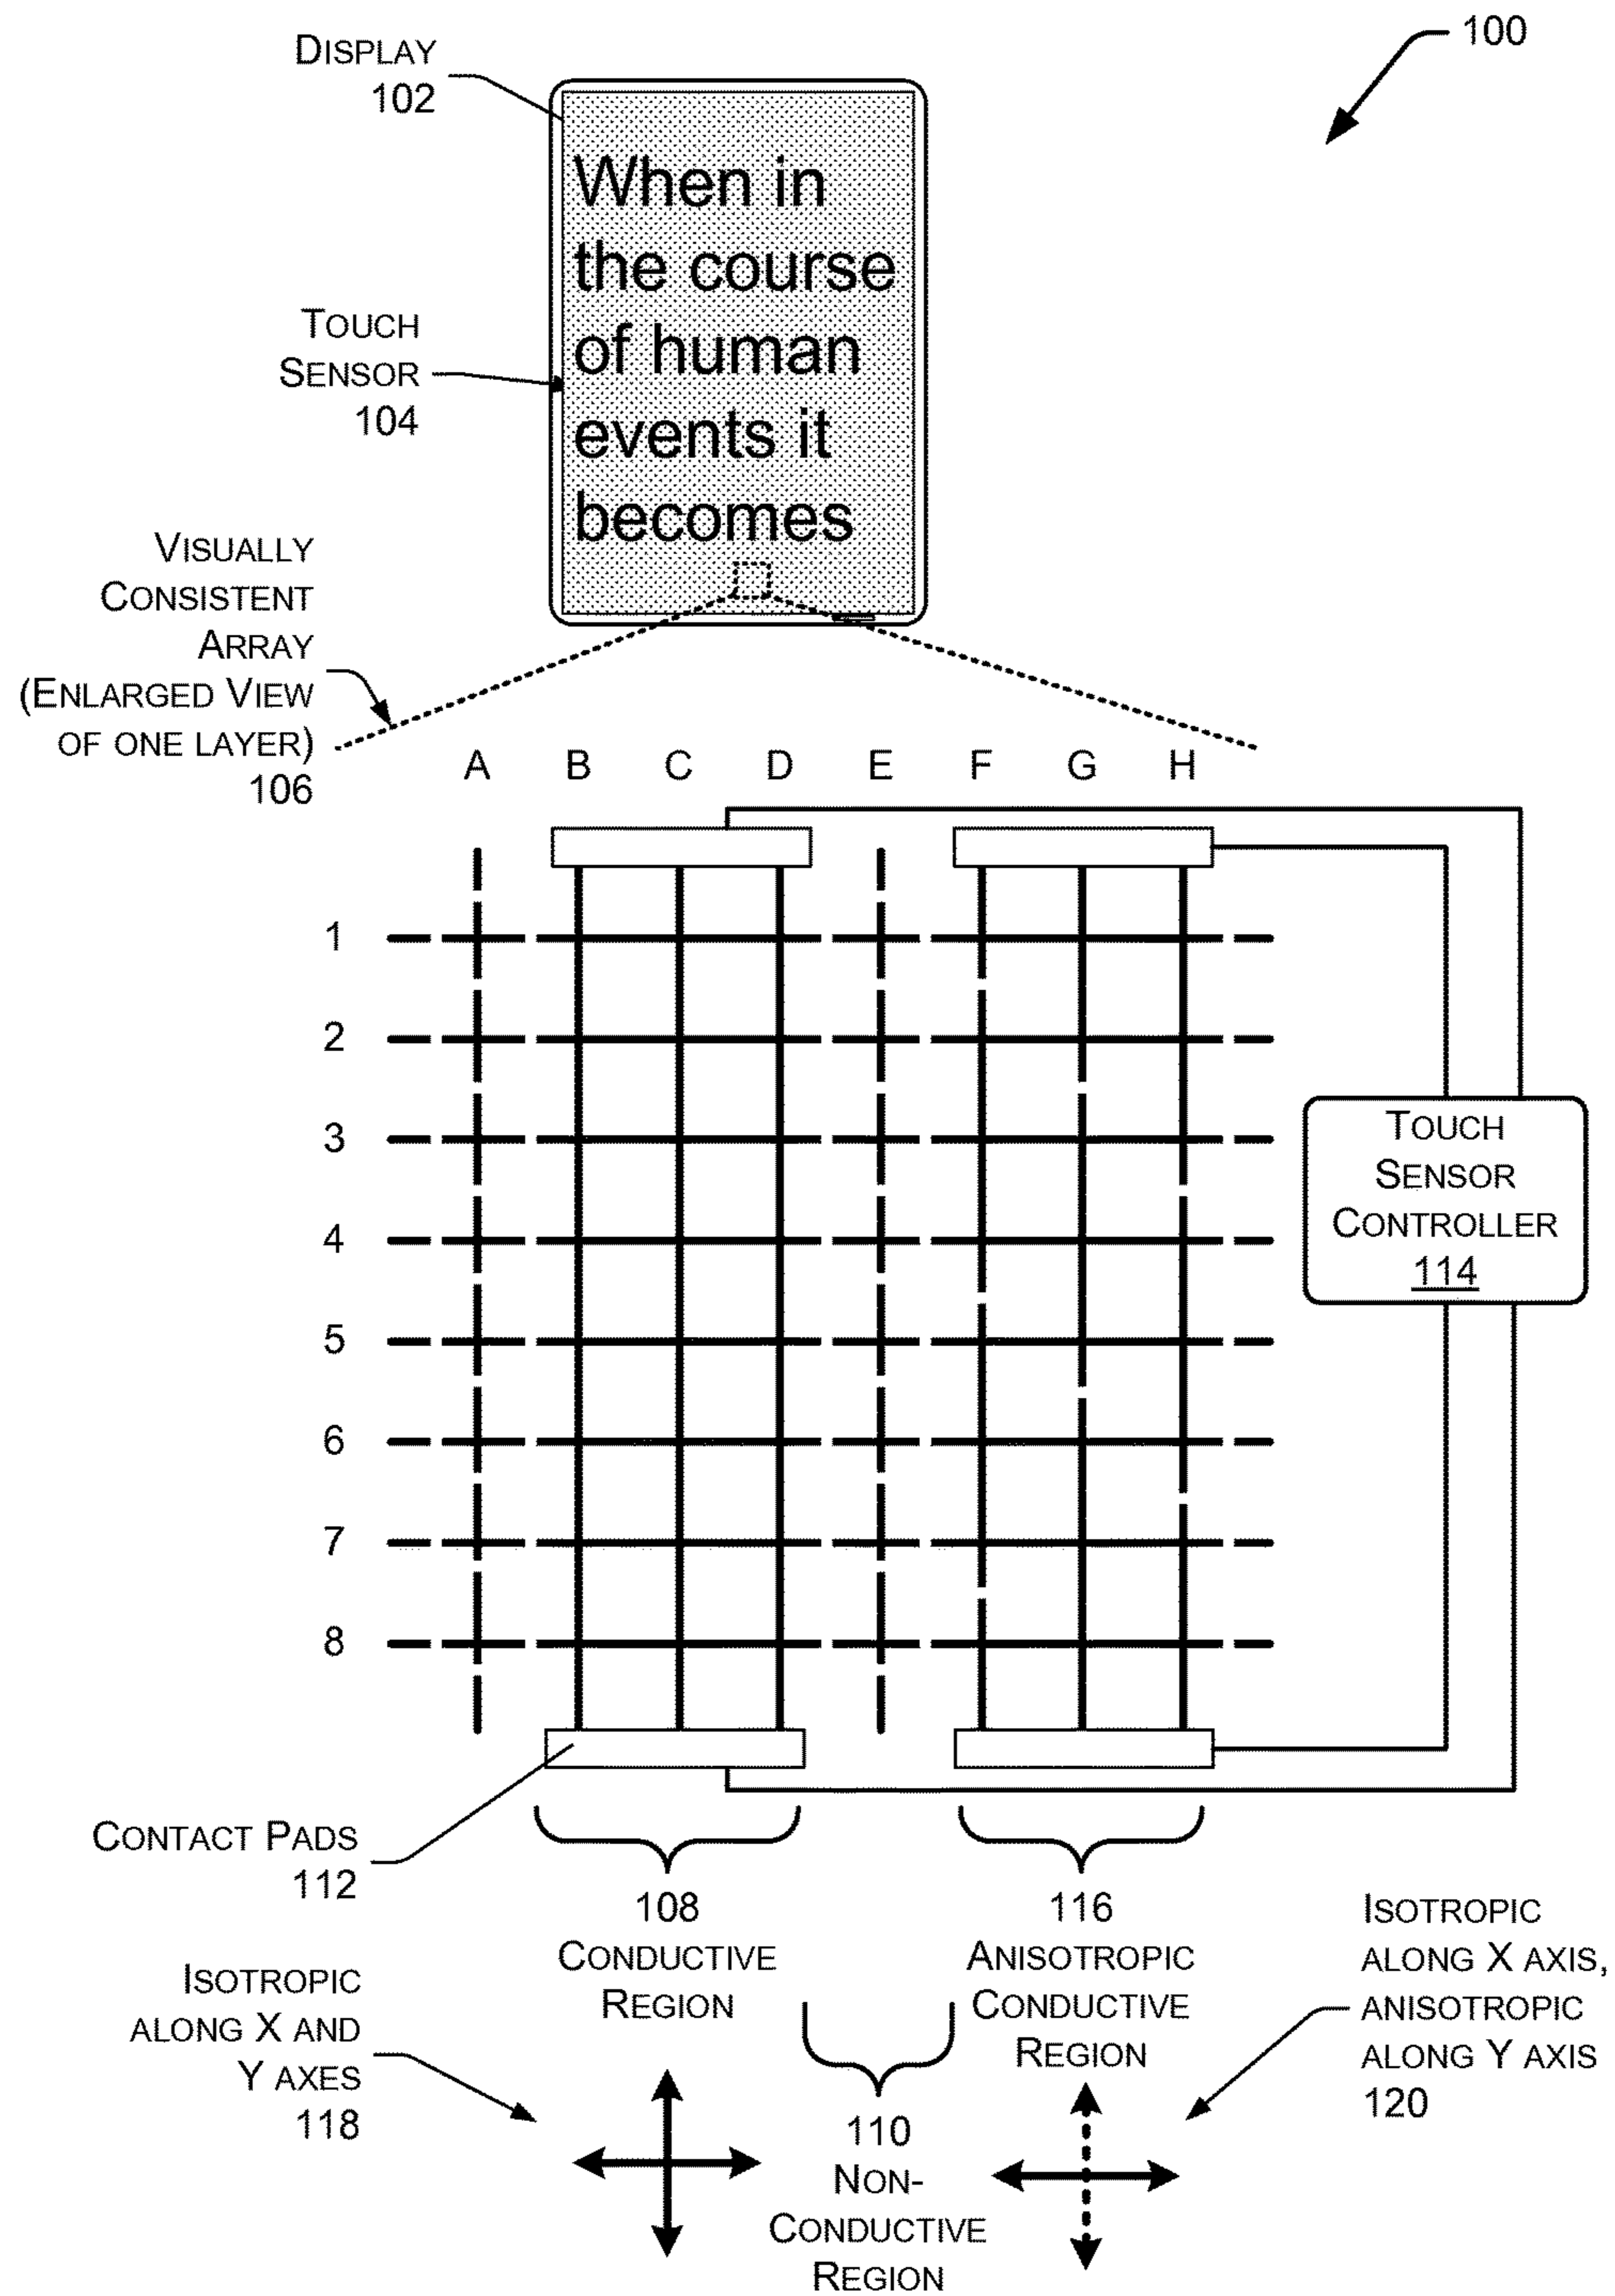 100
DISPLAY
102
When in
the course
of human
events it
becomes
TOUCH
SENSOR
104
VISUALLY
CONSISTENT
ARRAY
(ENLARGED VIEW
OF ONE LAYER)
106
A B C D E F G H
1
2
3
4
5
6
7
8
TOUCH
SENSOR
CONTROLLER
114
CONTACT PADS
112
108
CONDUCTIVE
REGION
116
ANISOTROPIC
CONDUCTIVE
REGION
ISOTROPIC
ALONG X AXIS,
ANISOTROPIC
ALONG Y AXIS
120
ISOTROPIC
ALONG X AND
Y AXES
118
110
NON-
CONDUCTIVE
REGION